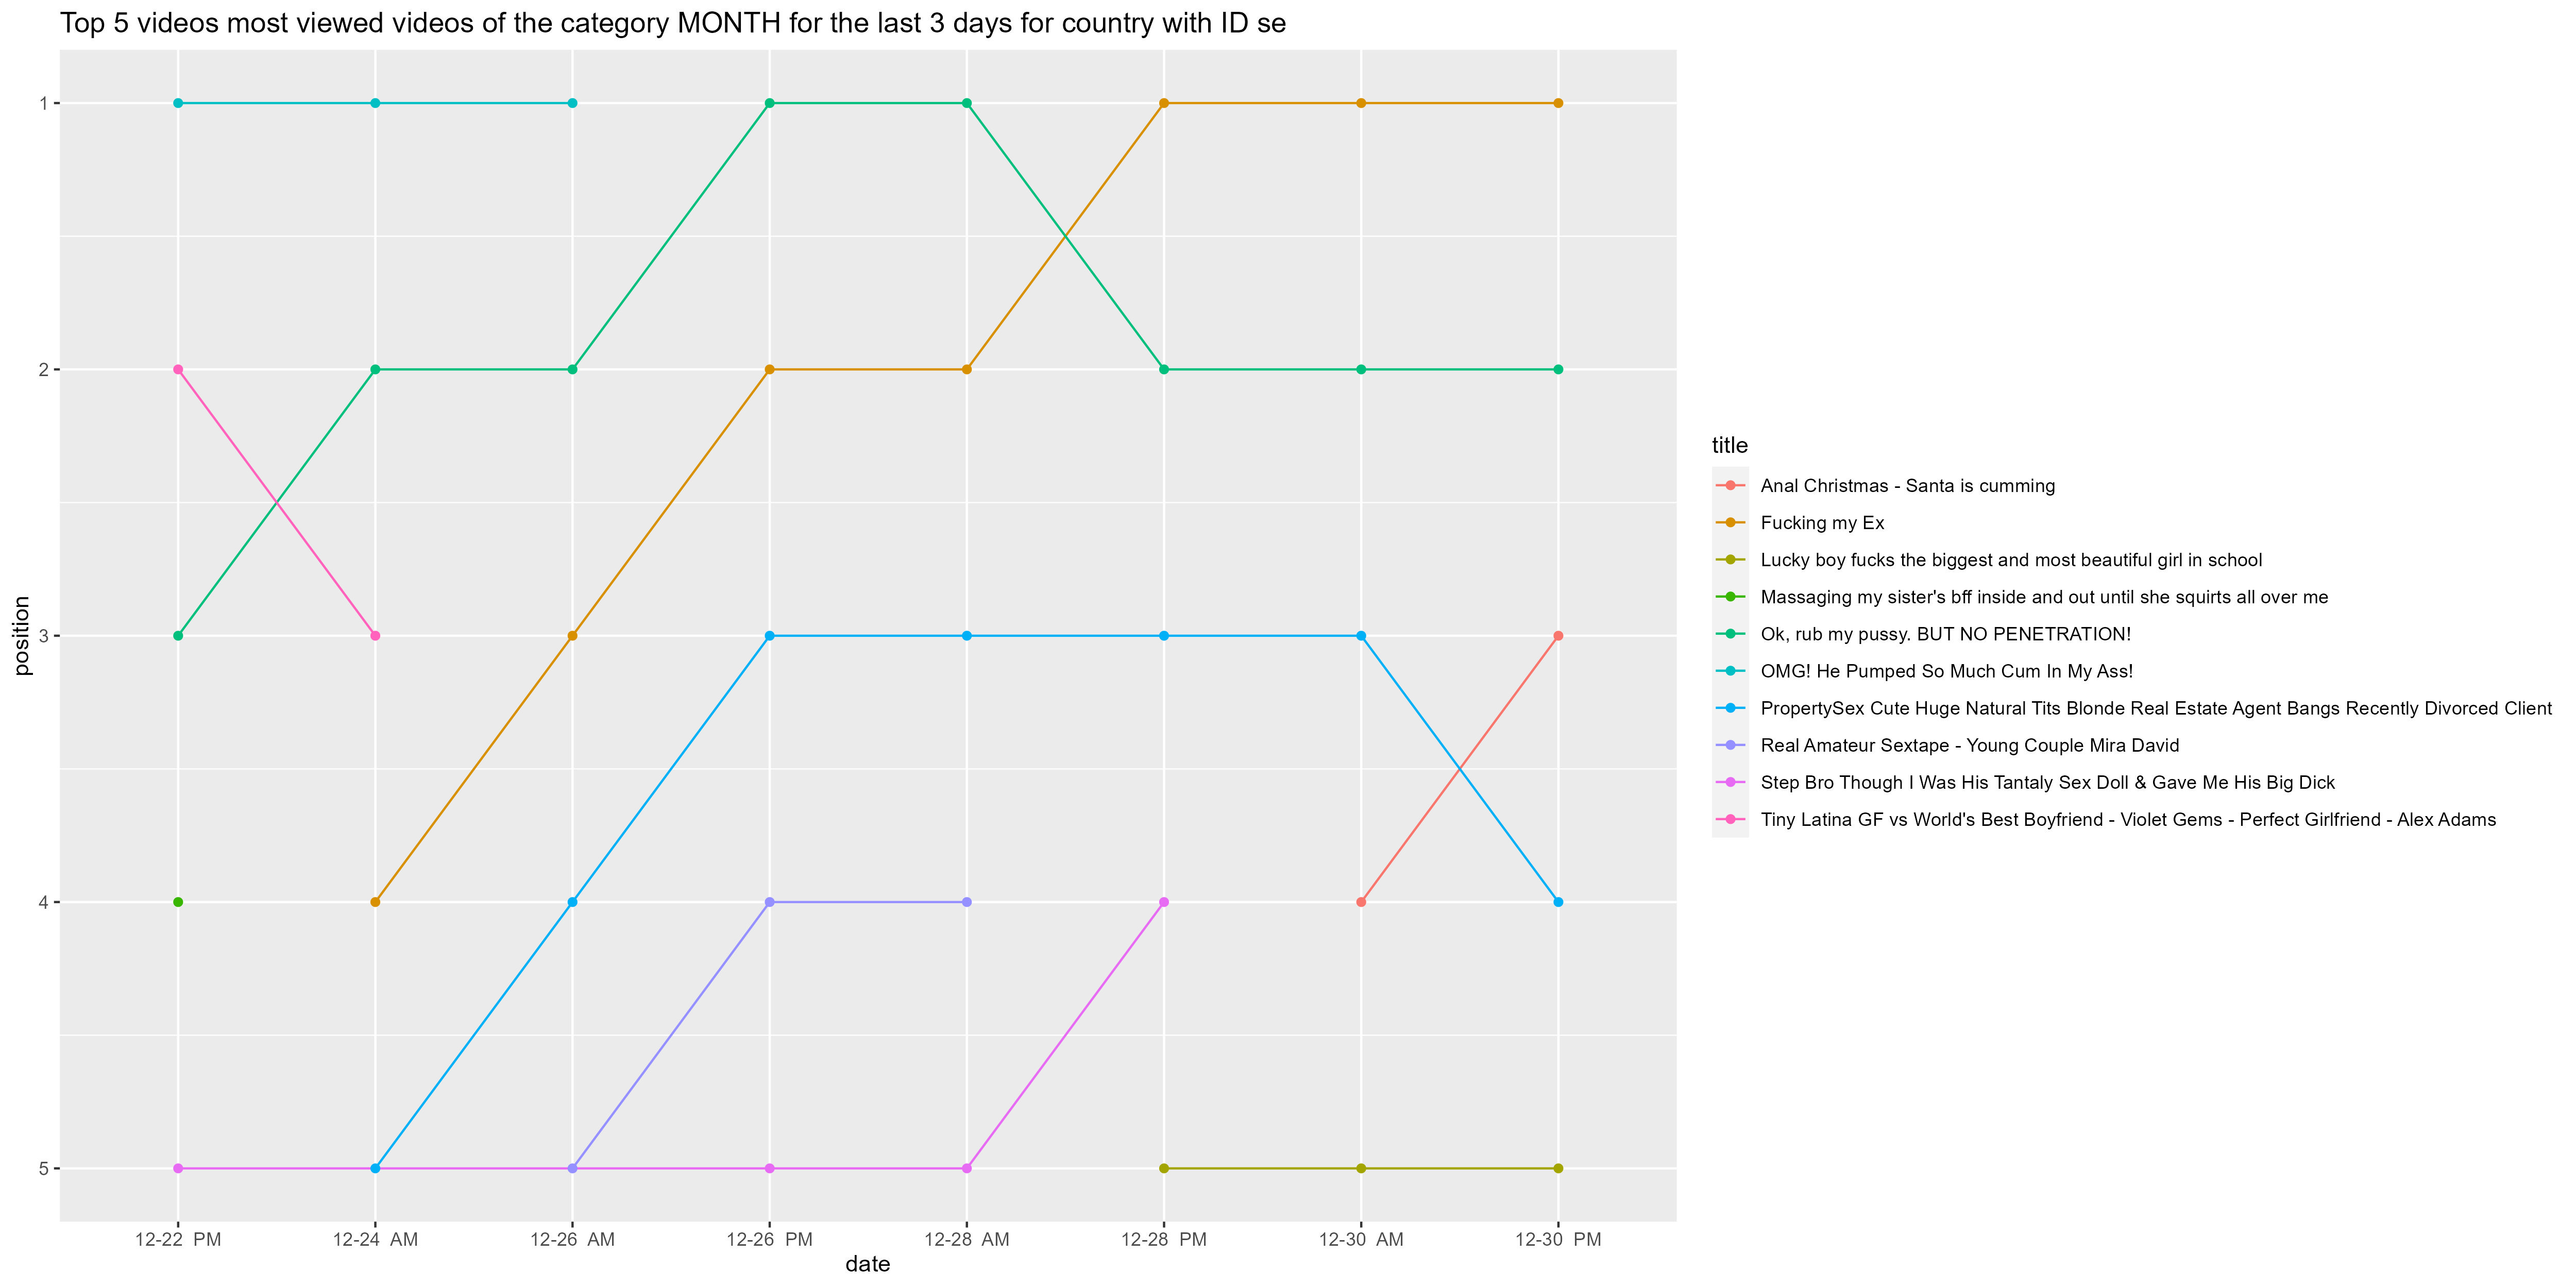 Top 5 videos most viewed videos of the category MONTH for the last 3 days for country with ID se
position
1
2
3
4
5
12-22 PM
12-24 AM
12-26 AM
12-26 PM
12-28 AM
12-28 PM
12-30 AM
12-30 PM
date
title
Anal Christmas - Santa is cumming
Fucking my Ex
Lucky boy fucks the biggest and most beautiful girl in school
Massaging my sister's bff inside and out until she squirts all over me
Ok, rub my pussy. BUT NO PENETRATION!
OMG! He Pumped So Much Cum In My Ass!
PropertySex Cute Huge Natural Tits Blonde Real Estate Agent Bangs Recently Divorced Client
Real Amateur Sextape - Young Couple Mira David
Step Bro Though I Was His Tantaly Sex Doll & Gave Me His Big Dick
Tiny Latina GF vs World's Best Boyfriend - Violet Gems - Perfect Girlfriend - Alex Adams